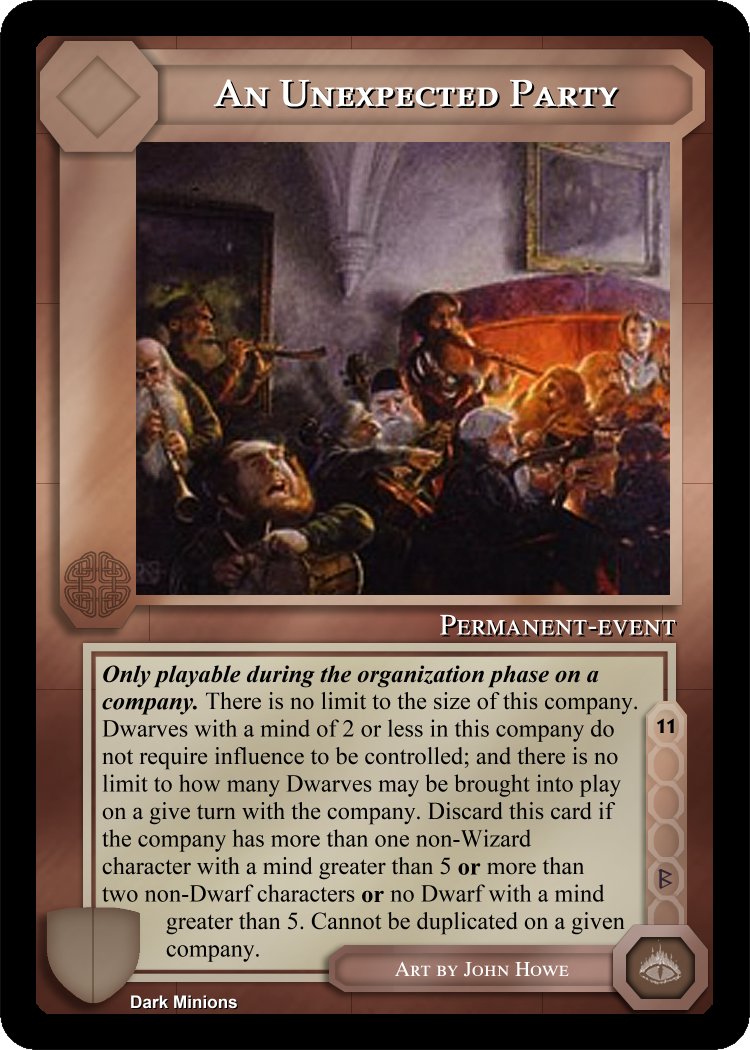 An Unexpected Party
Permanent-event
Only playable during the organization phase on a
company. There is no limit to the size of this company.
Dwarves with a mind of 2 or less in this company do
not require influence to be controlled; and there is no
limit to how many Dwarves may be brought into play
on a give turn with the company. Discard this card if
the company has more than one non-Wizard
character with a mind greater than 5 or more than
two non-Dwarf characters or no Dwarf with a mind
greater than 5. Cannot be duplicated on a given
company.
11
ᛒ
Art by John Howe
Dark Minions